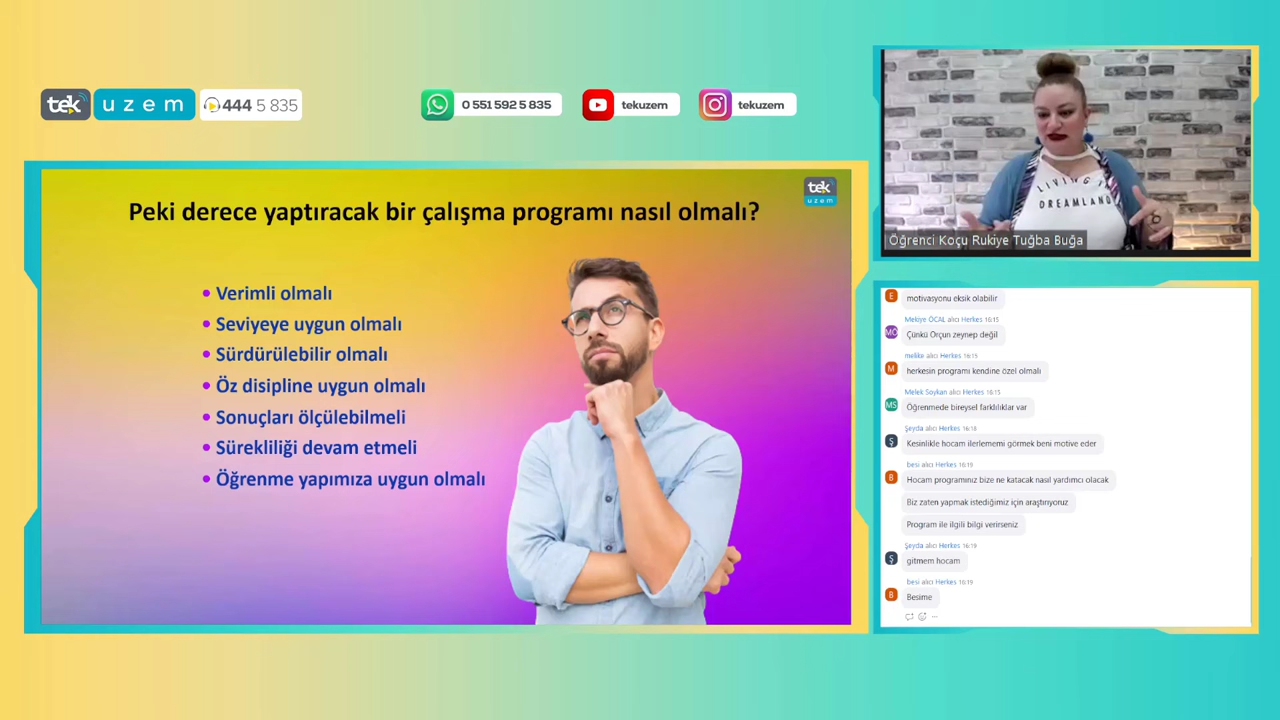 tek uzem 444 5 835
0 551 592 5 835
tekuzem
tekuzem
tek
uzem
Peki derece yaptıracak bir çalışma programı nasıl olmalı?
• Verimli olmalı
• Seviyeye uygun olmalı
• Sürdürülebilir olmalı
• Öz disipline uygun olmalı
• Sonuçları ölçülebilmeli
• Sürekliliği devam etmeli
• Öğrenme yapımıza uygun olmalı
LIVING
DREAMLAND
Öğrenci Koçu Rukiye Tuğba Buğa
E
motivasyonu eksik olabilir
Mekiye ÖCAL alıcı Herkes 16:15
MÖ
Çünkü Orçun zeynep değil
melike alıcı Herkes 16:15
M
herkesin programı kendine özel olmalı
Melek Soykan alıcı Herkes 16:15
MS
Öğrenmede bireysel farklılıklar var
Şeyda alıcı Herkes 16:18
Ş
Kesinlikle hocam ilerlememi görmek beni motive eder
besi alıcı Herkes 16:19
B
Hocam programınız bize ne katacak nasıl yardımcı olacak
Biz zaten yapmak istediğimiz için araştırıyoruz
Program ile ilgili bilgi verirseniz
Şeyda alıcı Herkes 16:19
Ş
gitmem hocam
besi alıcı Herkes 16:19
B
Besime